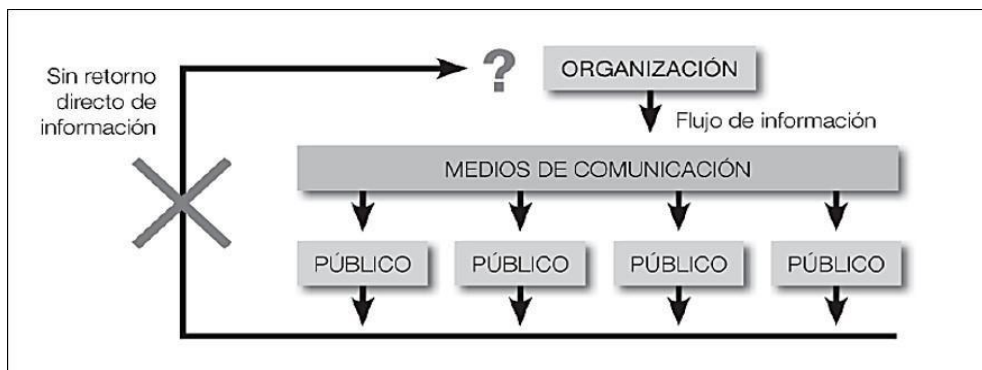 Sin retorno
directo de
información
?
ORGANIZACIÓN
Flujo de información
MEDIOS DE COMUNICACIÓN
PÚBLICO PÚBLICO PÚBLICO PÚBLICO